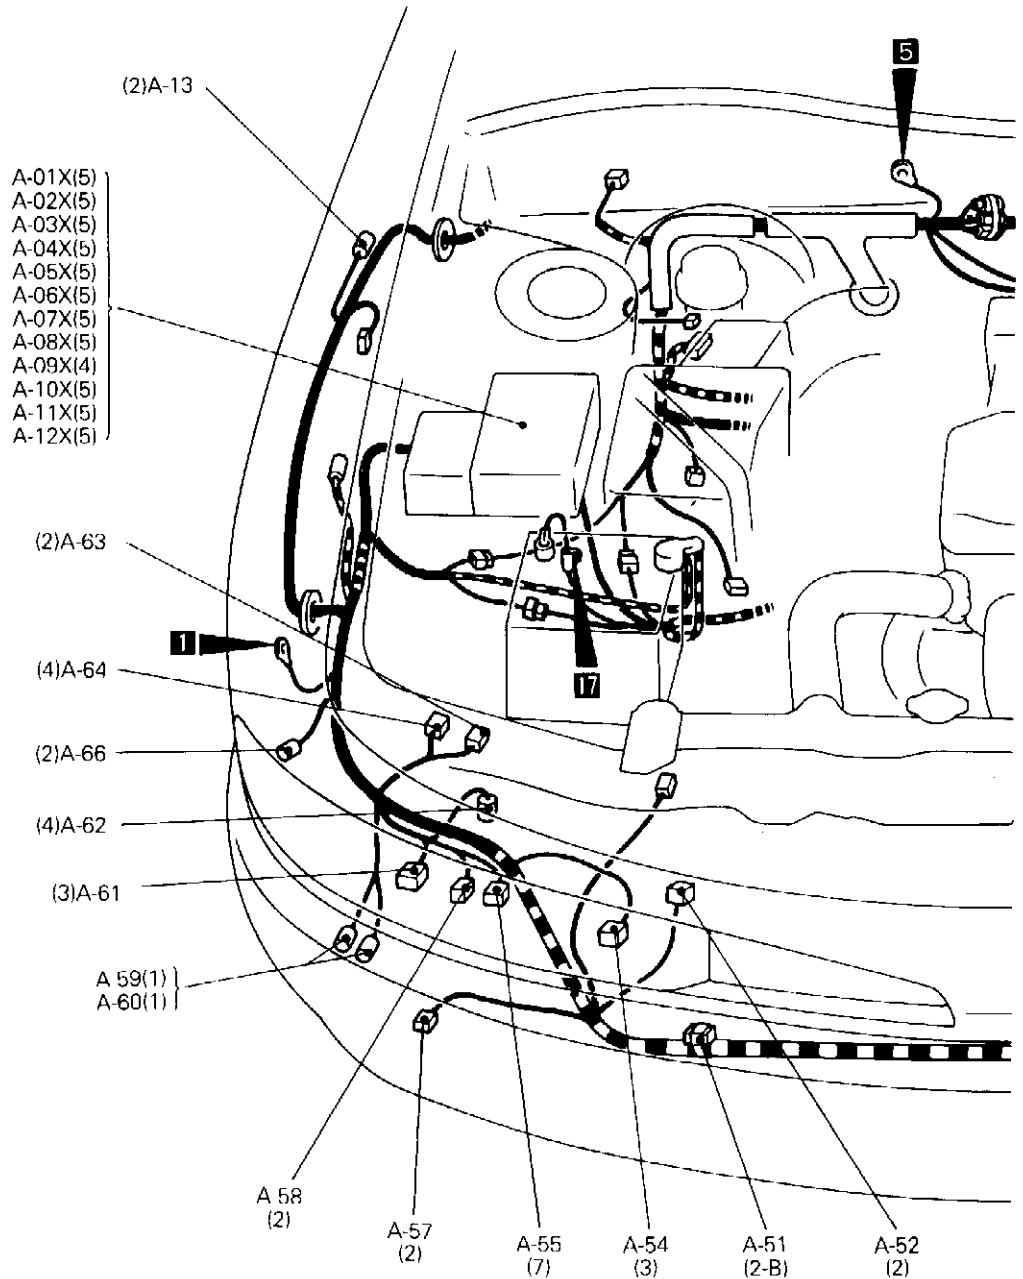 5
(2)A-13
A-01X(5)
A-02X(5)
A-03X(5)
A-04X(5)
A-05X(5)
A-06X(5)
A-07X(5)
A-08X(5)
A-09X(4)
A-10X(5)
A-11X(5)
A-12X(5)
(2)A-63
1
(4)A-64
17
(2)A-66
(4)A-62
(3)A-61
A 59(1)
A-60(1)
A 58
(2)
A-57
(2)
A-55
(7)
A-54
(3)
A-51
(2-B)
A-52
(2)